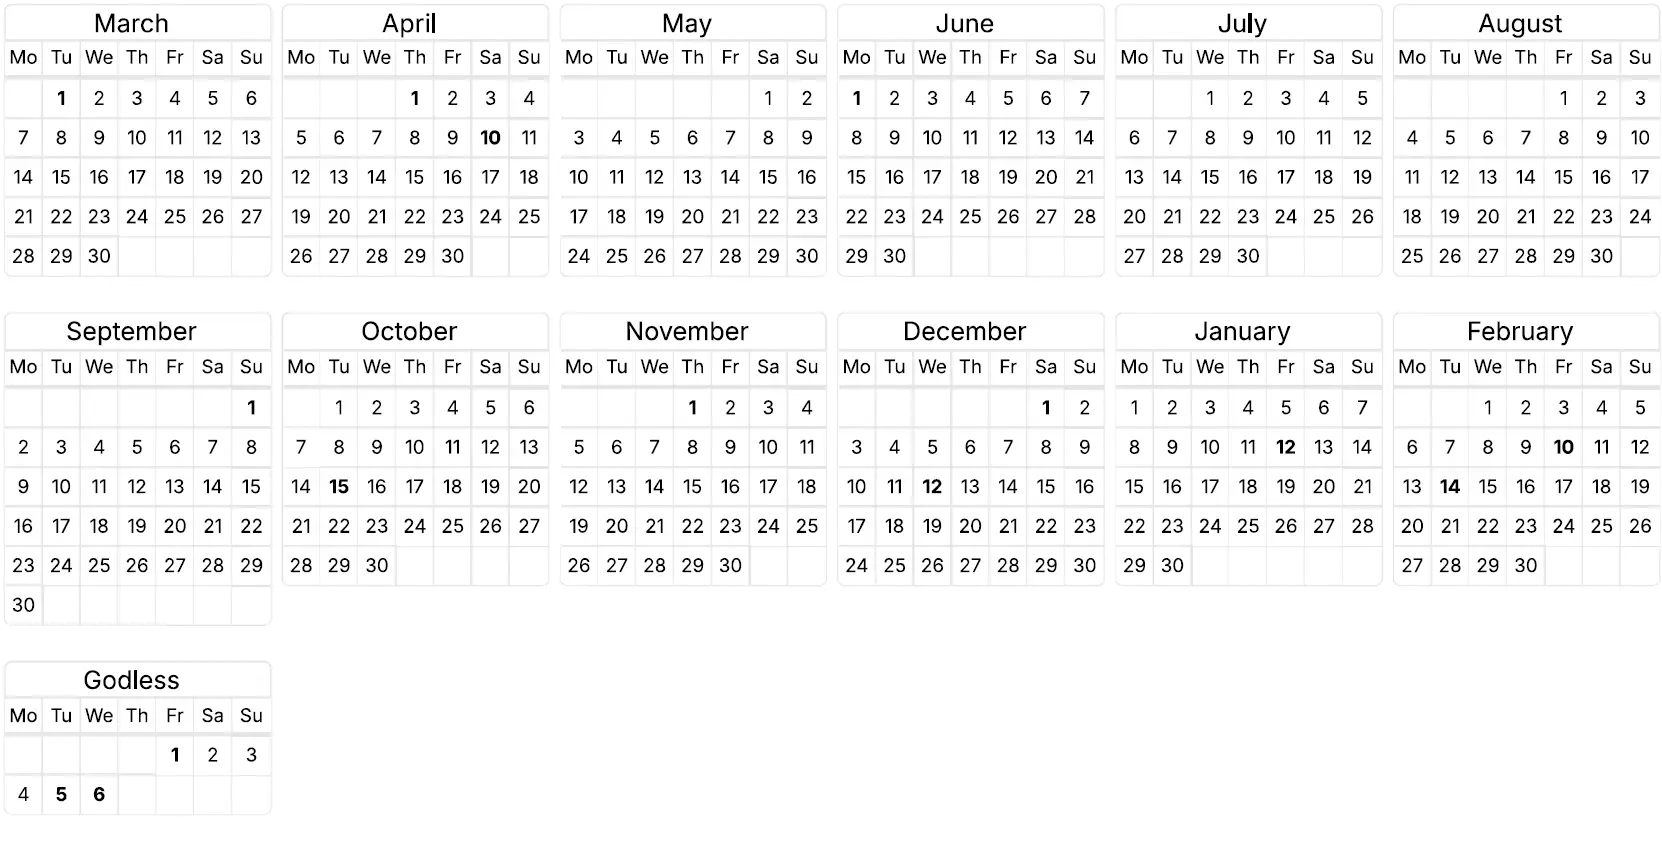 March
Mo Tu We Th Fr Sa Su
1 2 3 4 5 6
7 8 9 10 11 12 13
14 15 16 17 18 19 20
21 22 23 24 25 26 27
28 29 30
April
Mo Tu We Th Fr Sa Su
1 2 3 4
5 6 7 8 9 10 11
12 13 14 15 16 17 18
19 20 21 22 23 24 25
26 27 28 29 30
May
Mo Tu We Th Fr Sa Su
1 2
3 4 5 6 7 8 9
10 11 12 13 14 15 16
17 18 19 20 21 22 23
24 25 26 27 28 29 30
June
Mo Tu We Th Fr Sa Su
1 2 3 4 5 6 7
8 9 10 11 12 13 14
15 16 17 18 19 20 21
22 23 24 25 26 27 28
29 30
July
Mo Tu We Th Fr Sa Su
1 2 3 4 5
6 7 8 9 10 11 12
13 14 15 16 17 18 19
20 21 22 23 24 25 26
27 28 29 30
August
Mo Tu We Th Fr Sa Su
1 2 3
4 5 6 7 8 9 10
11 12 13 14 15 16 17
18 19 20 21 22 23 24
25 26 27 28 29 30
September
Mo Tu We Th Fr Sa Su
1
2 3 4 5 6 7 8
9 10 11 12 13 14 15
16 17 18 19 20 21 22
23 24 25 26 27 28 29
30
October
Mo Tu We Th Fr Sa Su
1 2 3 4 5 6
7 8 9 10 11 12 13
14 15 16 17 18 19 20
21 22 23 24 25 26 27
28 29 30
November
Mo Tu We Th Fr Sa Su
1 2 3 4
5 6 7 8 9 10 11
12 13 14 15 16 17 18
19 20 21 22 23 24 25
26 27 28 29 30
December
Mo Tu We Th Fr Sa Su
1 2
3 4 5 6 7 8 9
10 11 12 13 14 15 16
17 18 19 20 21 22 23
24 25 26 27 28 29 30
January
Mo Tu We Th Fr Sa Su
1 2 3 4 5 6 7
8 9 10 11 12 13 14
15 16 17 18 19 20 21
22 23 24 25 26 27 28
29 30
February
Mo Tu We Th Fr Sa Su
1 2 3 4 5
6 7 8 9 10 11 12
13 14 15 16 17 18 19
20 21 22 23 24 25 26
27 28 29 30
Godless
Mo Tu We Th Fr Sa Su
1 2 3
4 5 6